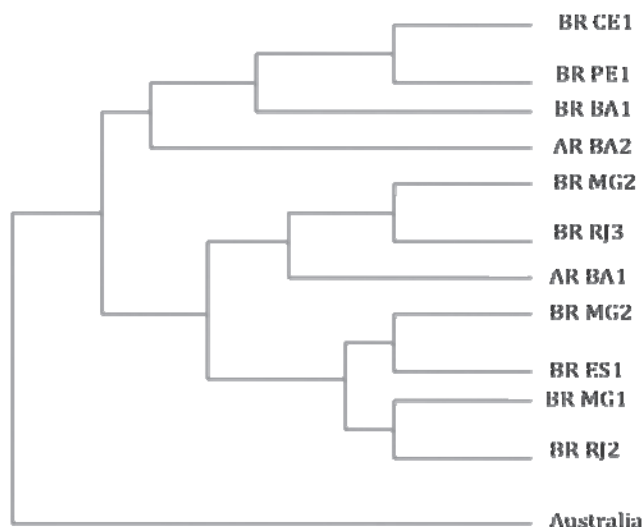 BR CE1
BR PE1
BR BA1
AR BA2
BR MG2
BR RJ3
AR BA1
BR MG2
BR ES1
BR MG1
BR RJ2
Australia